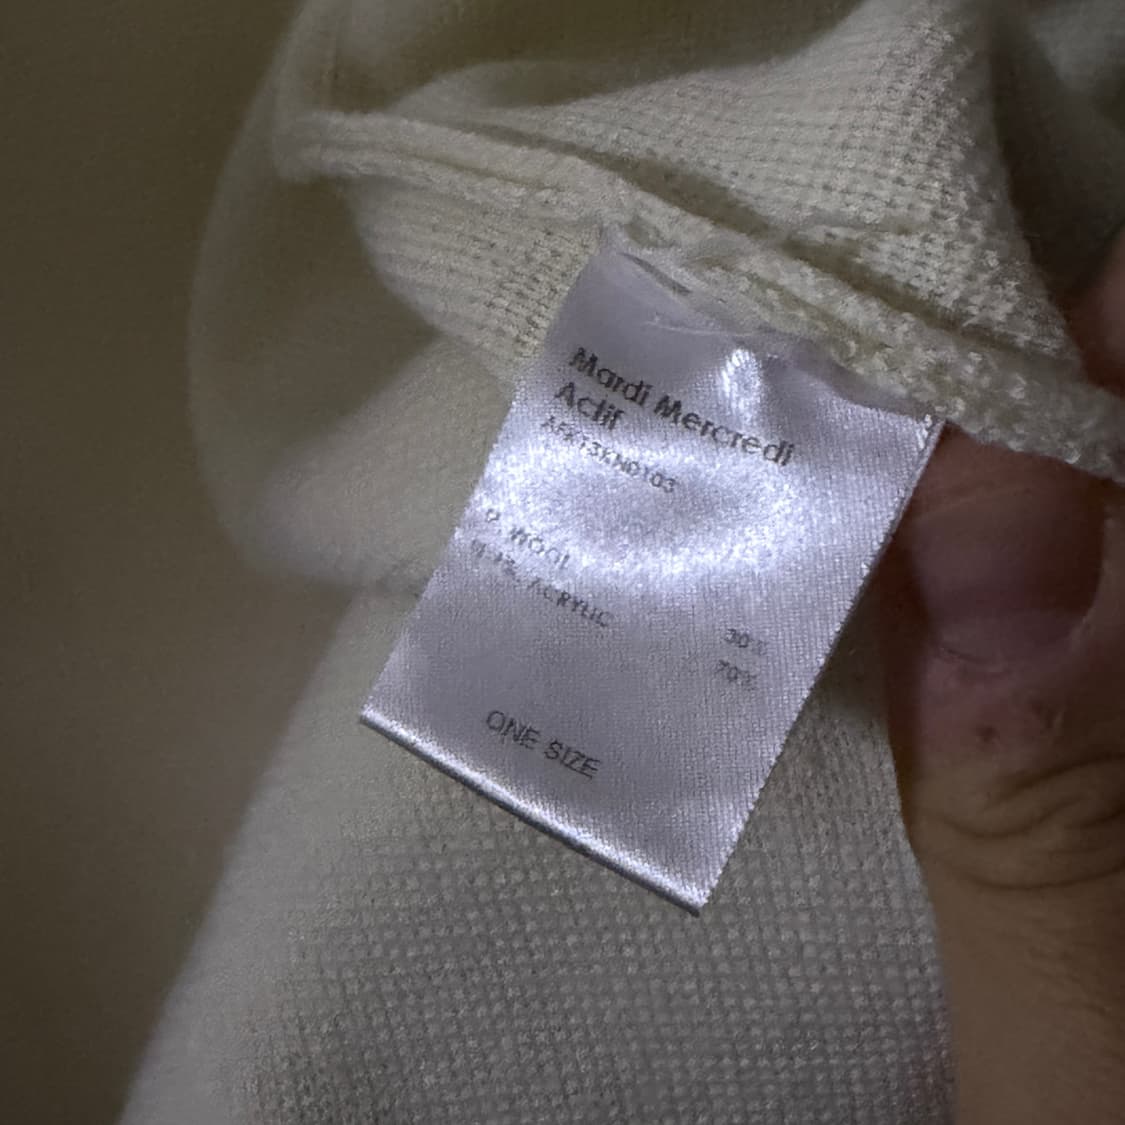 Mardi Mercredi
Actif
ONE SIZE
WOOL 30%
ACRYLIC 70%